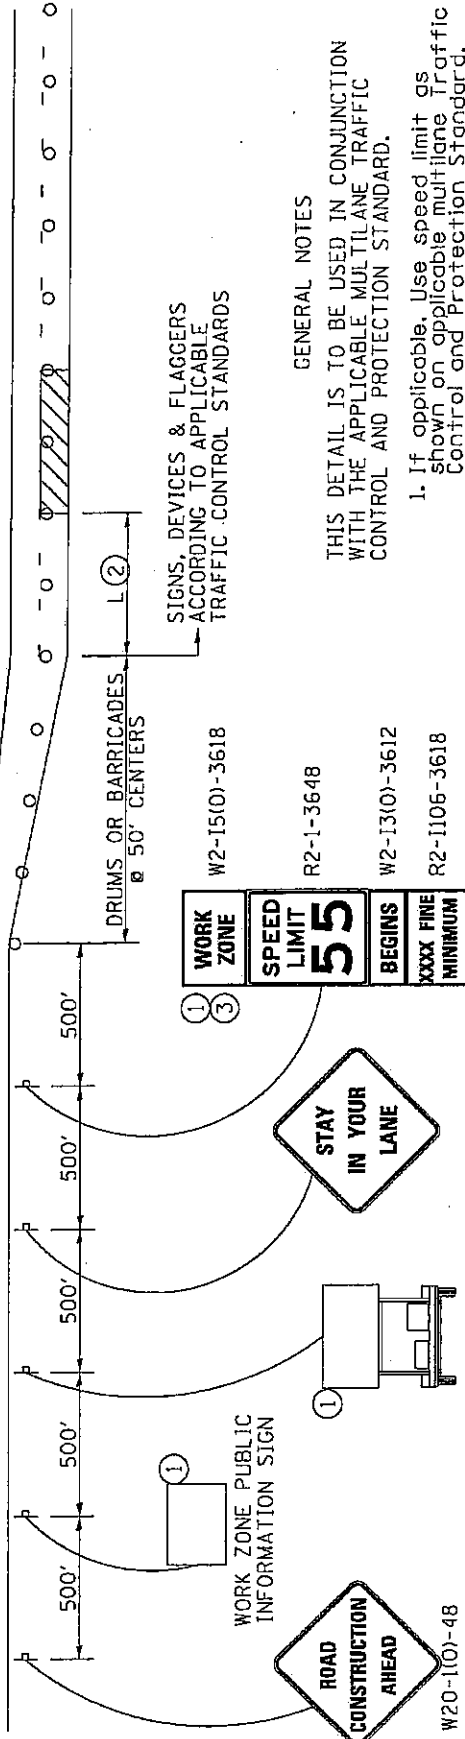 500'
500'
500'
500'
500'
DRUMS OR BARRICADES
@ 50' CENTERS
L 2
SIGNS, DEVICES & FLAGGERS
ACCORDING TO APPLICABLE
TRAFFIC CONTROL STANDARDS
ROAD
CONSTRUCTION
AHEAD
W20-1(O)-48
1
WORK ZONE PUBLIC
INFORMATION SIGN
1
STAY
IN YOUR
LANE
1
3
WORK
ZONE
SPEED
LIMIT
55
BEGINS
XXXX FINE
MINIMUM
W2-I5(O)-3618
R2-1-3648
W2-I3(O)-3612
R2-I106-3618
GENERAL NOTES
THIS DETAIL IS TO BE USED IN CONJUNCTION
WITH THE APPLICABLE MULTILANE TRAFFIC
CONTROL AND PROTECTION STANDARD.
1. If applicable. Use speed limit as
shown on applicable multilane Traffic
Control and Protection Standard.